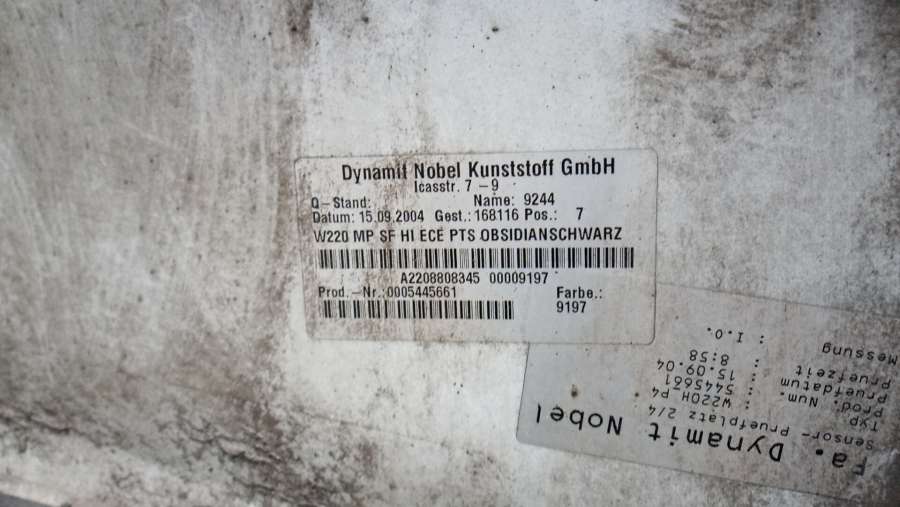 Dynamit Nobel Kunststoff GmbH
Icasstr. 7-9
Q-Stand: Name: 9244
Datum: 15.09.2004 Gest.: 168116 Pos.: 7
W220 MP SF HI ECE PTS OBSIDIANSCHWARZ
A2208808345 00009197
Prod.-Nr.:0005445661 Farbe.:
9197
Fa. Dynamit Nobel
Sensor-Pruefplatz 2/4
Typ : W220H P4
Prod. Num. : 5445661
Pruefdatum : 15.09.04
Pruefzeit : 8:58
Messung : I.O.